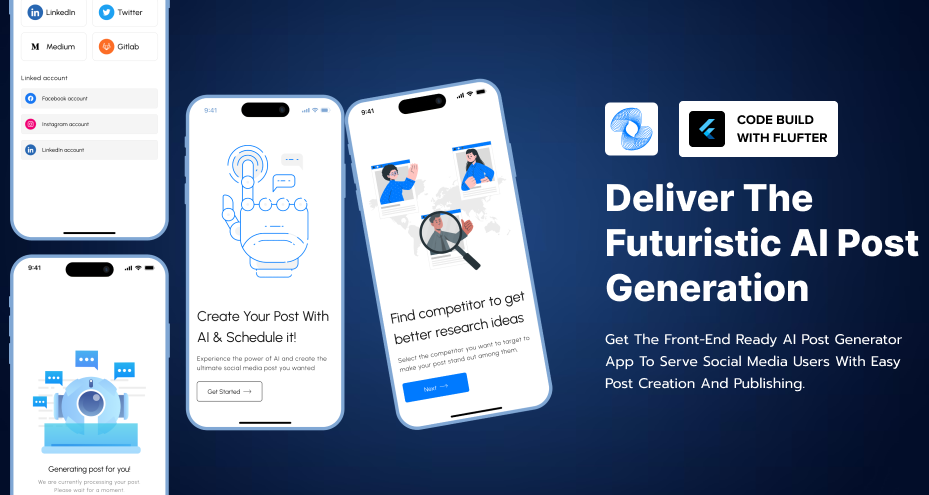 LinkedIn
Twitter
Medium
Gitlab
Linked account
Facebook account
Instagram account
LinkedIn account
9:41
Generating post for you!
We are currently processing your post
Please wait for a moment
9:41
Create Your Post With
AI & Schedule it!
Experience the power of AI and create the
ultimate social media post you wanted
Get Started
9:41
Find competitor to get
better research ideas
Select the competitor you want to target to
make your post stand out among them.
Next
CODE BUILD
WITH FLUFTER
Deliver The
Futuristic AI Post
Generation
Get The Front-End Ready AI Post Generator
App To Serve Social Media Users With Easy
Post Creation And Publishing.